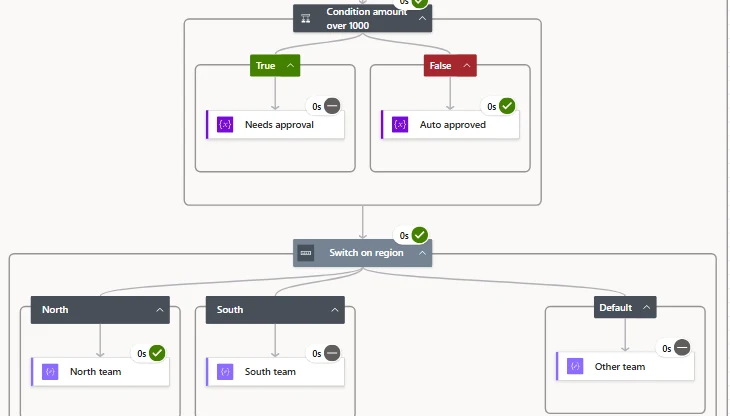 0s
Condition amount
over 1000
True
False
0s
0s
{x}
Needs approval
{x}
Auto approved
0s
Switch on region
North
South
Default
0s
0s
0s
North team
South team
Other team